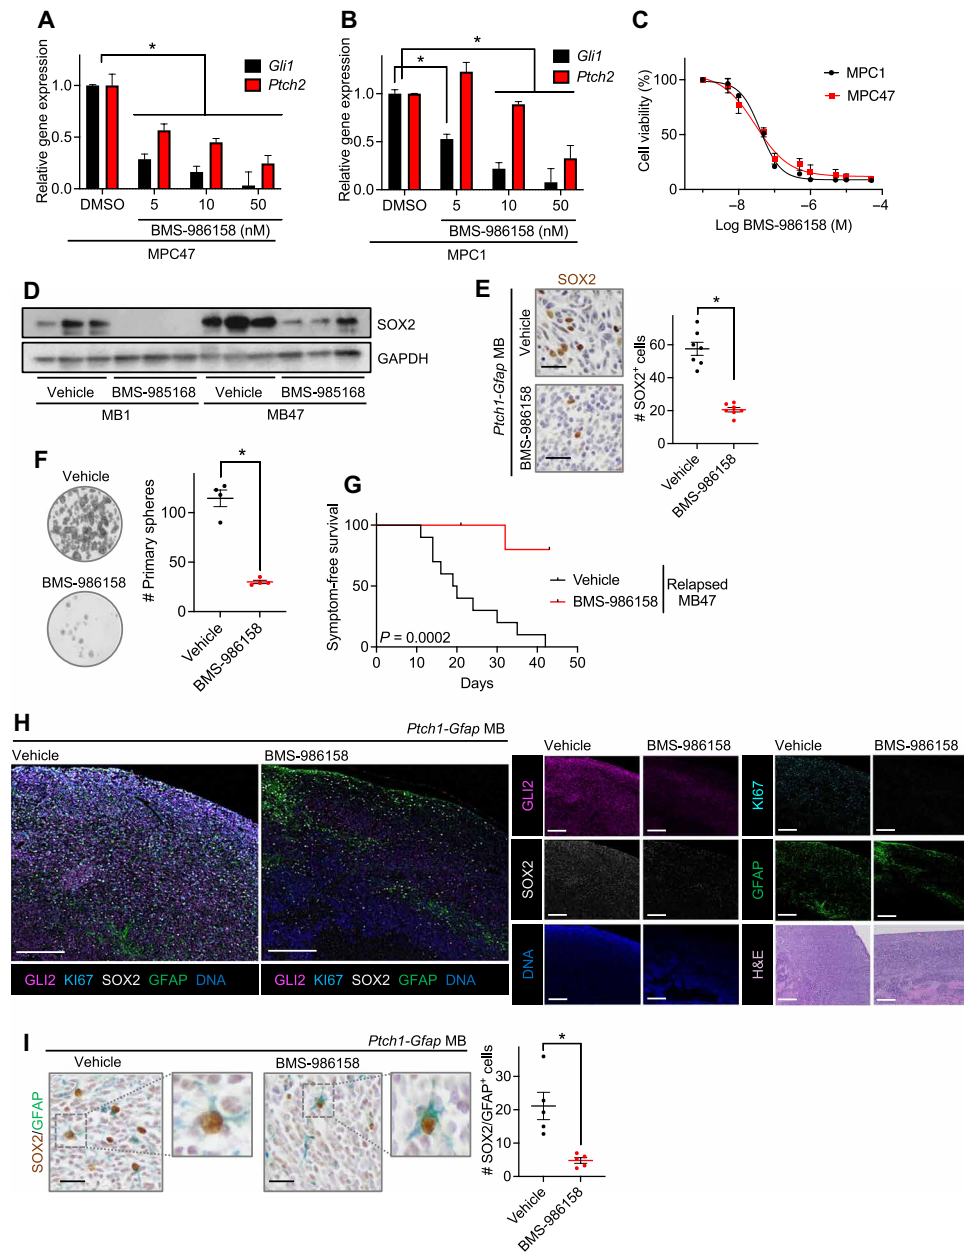 A
Relative gene expression
1.0
0.5
0.0
*
Gli1
Ptch2
DMSO
5
10
50
BMS-986158 (nM)
MPC47
B
Relative gene expression
1.0
0.5
0.0
*
*
Gli1
Ptch2
DMSO
5
10
50
BMS-986158 (nM)
MPC1
C
Cell viability (%)
100
50
0
MPC1
MPC47
−8
−7
−6
−5
−4
Log BMS-986158 (M)
D
SOX2
GAPDH
Vehicle
BMS-985168
Vehicle
BMS-985168
MB1
MB47
E
SOX2
Ptch1-Gfap MB
Vehicle
BMS-986158
# SOX2+ cells
60
40
20
0
*
Vehicle
BMS-986158
F
Vehicle
BMS-986158
# Primary spheres
100
50
0
*
Vehicle
BMS-986158
G
Symptom-free survival
100
50
0
P = 0.0002
Vehicle
BMS-986158
Relapsed
MB47
0
10
20
30
40
50
Days
H
Ptch1-Gfap MB
Vehicle
BMS-986158
GLI2 KI67 SOX2 GFAP DNA
GLI2 KI67 SOX2 GFAP DNA
Vehicle
BMS-986158
Vehicle
BMS-986158
GLI2
KI67
SOX2
GFAP
DNA
H&E
I
Ptch1-Gfap MB
Vehicle
BMS-986158
SOX2/GFAP
# SOX2/GFAP+ cells
40
30
20
10
0
*
Vehicle
BMS-986158